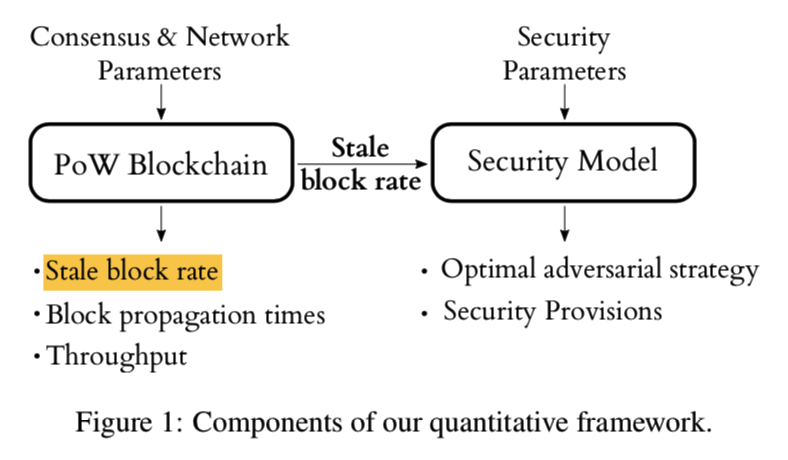 Consensus & Network
Parameters
Security
Parameters
PoW Blockchain
Stale
block rate
Security Model
· Stale block rate
· Block propagation times
· Throughput
· Optimal adversarial strategy
· Security Provisions
Figure 1: Components of our quantitative framework.